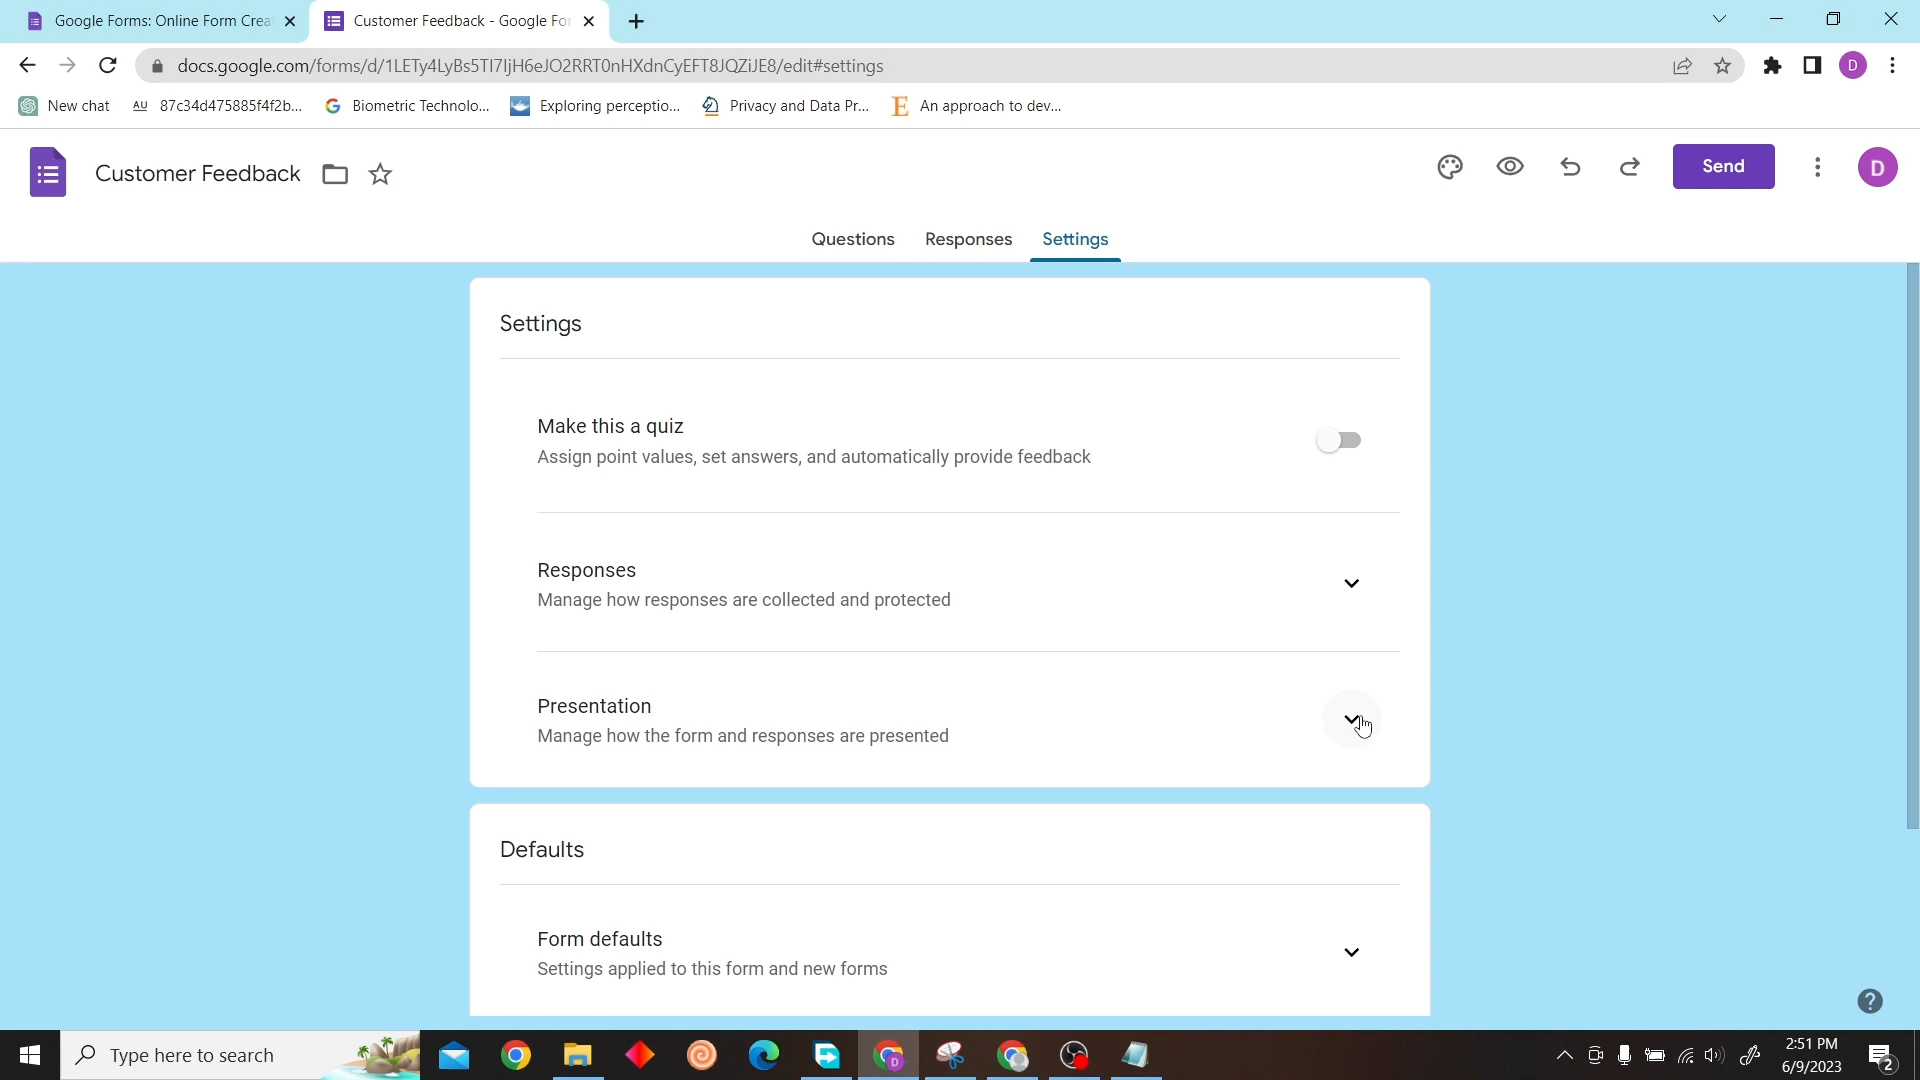 Google Forms: Online Form Crea
Customer Feedback - Google For
docs.google.com/forms/d/1LETy4LyBs5TI7IjH6eJO2RRT0nHXdnCyEFT8JQZiJE8/edit#settings
D
New chat
AU 87c34d475885f4f2b...
Biometric Technolo...
Exploring perceptio...
Privacy and Data Pr...
E An approach to dev...
Customer Feedback
Send
D
Questions
Responses
Settings
Settings
Make this a quiz
Assign point values, set answers, and automatically provide feedback
Responses
Manage how responses are collected and protected
Presentation
Manage how the form and responses are presented
Defaults
Form defaults
Settings applied to this form and new forms
Type here to search
2:51 PM
6/9/2023
2